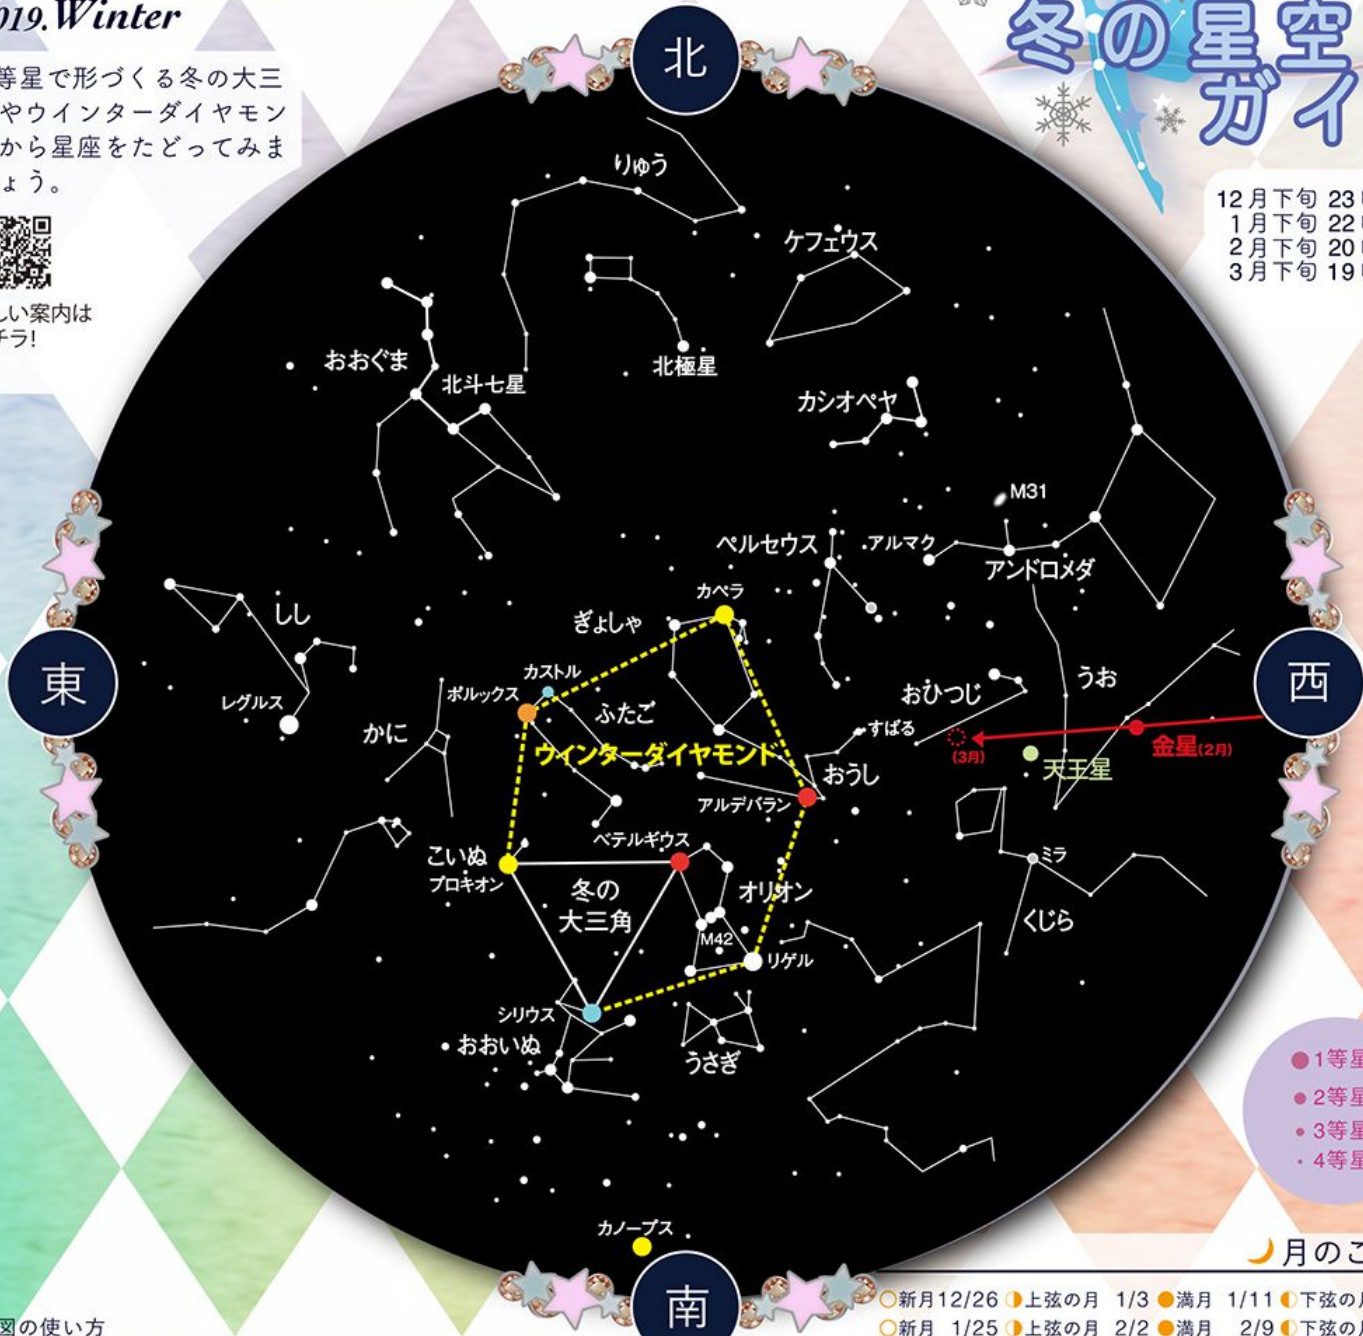 019.Winter
等星で形づくる冬の大三
やウインターダイヤモン
から星座をたどってみま
ょう。
しい案内は
チラ!
冬の星空
ガイ
12月下旬 23
1月下旬 22
2月下旬 20
3月下旬 19
北
りゅう
ケフェウス
おおぐま
北斗七星
北極星
カシオペヤ
M31
ペルセウス
アルマク
アンドロメダ
カペラ
ぎょしゃ
しし
カストル
ポルックス
レグルス
ふたご
かに
東
西
うお
おひつじ
すばる
ウインターダイヤモンド
(3月)
金星(2月)
天王星
おうし
アルデバラン
ベテルギウス
こいぬ
プロキオン
冬の
大三角
オリオン
M42
リゲル
ミラ
くじら
シリウス
おおいぬ
うさぎ
カノープス
南
1等星
2等星
3等星
4等星
月のこ
新月12/26 上弦の月 1/3 満月 1/11 下弦の月
新月 1/25 上弦の月 2/2 満月 2/9 下弦の月
図の使い方